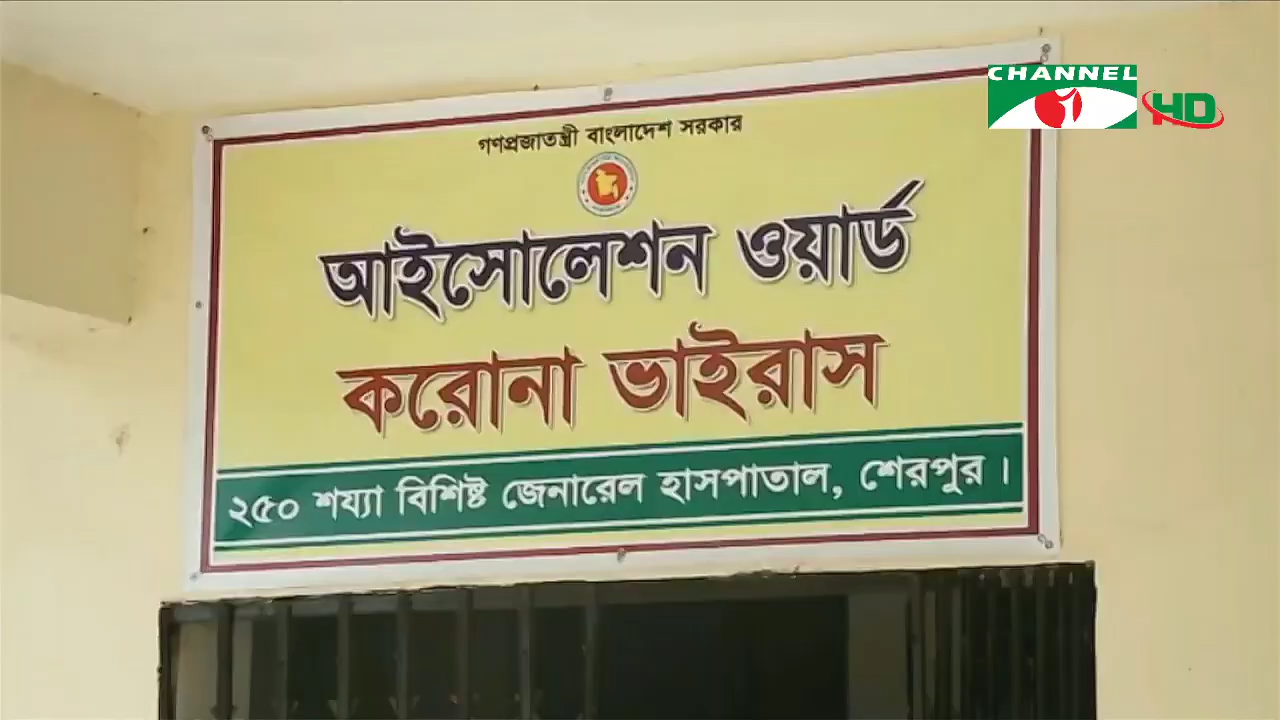 CHANNEL
i HD
গণপ্রজাতন্ত্রী বাংলাদেশ সরকার
আইসোলেশন ওয়ার্ড
করোনা ভাইরাস
২৫০ শয্যা বিশিষ্ট জেনারেল হাসপাতাল, শেরপুর।